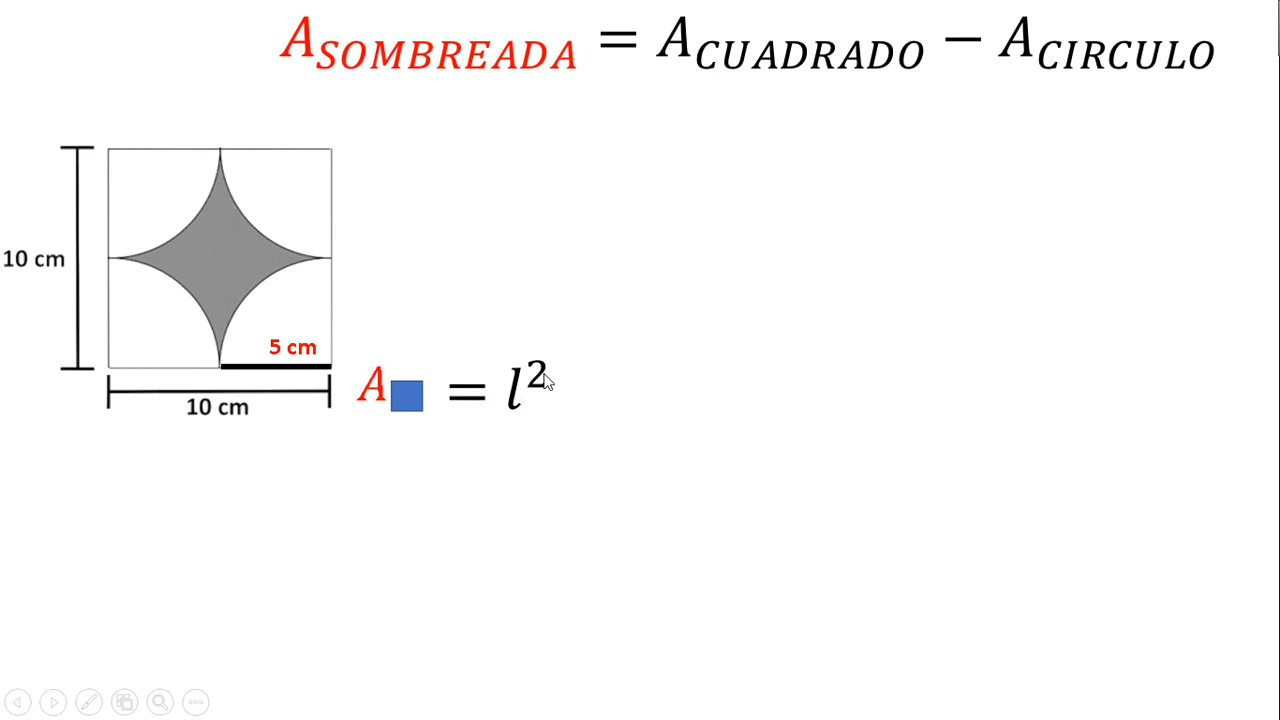 A_SOMBREADA = A_CUADRADO − A_CIRCULO
10 cm
5 cm
10 cm
A = l²